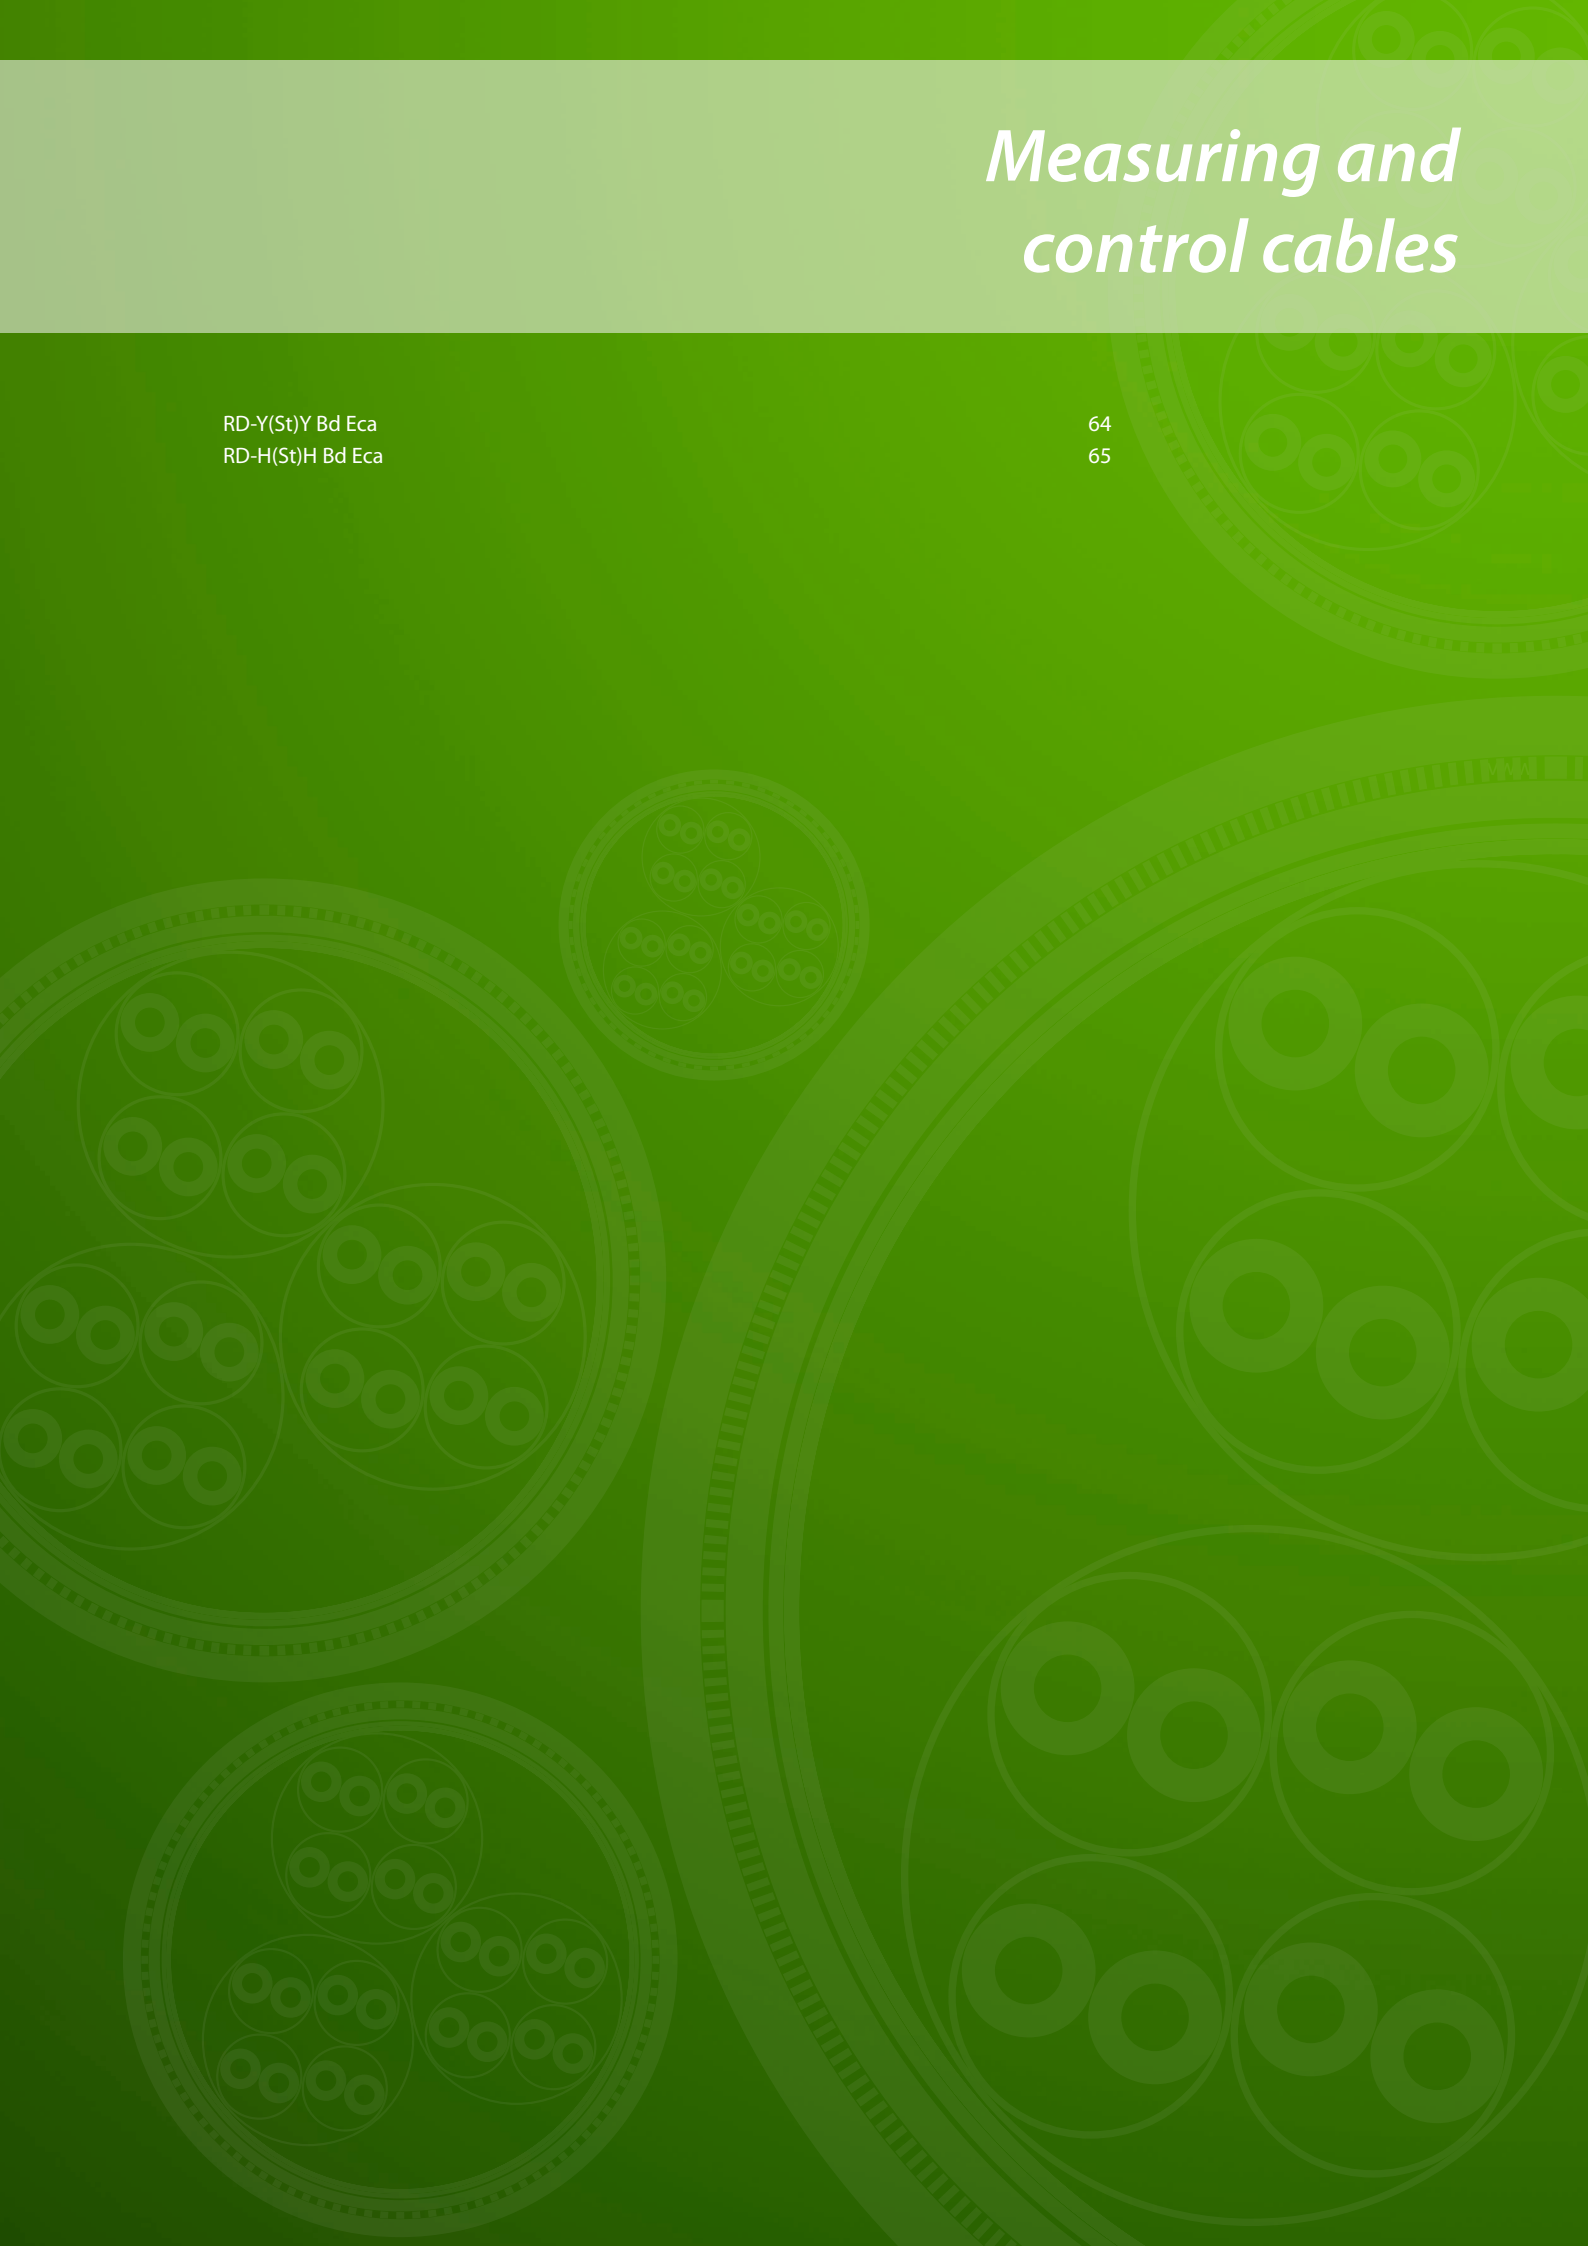 Measuring and
control cables
RD-Y(St)Y Bd Eca 64
RD-H(St)H Bd Eca 65